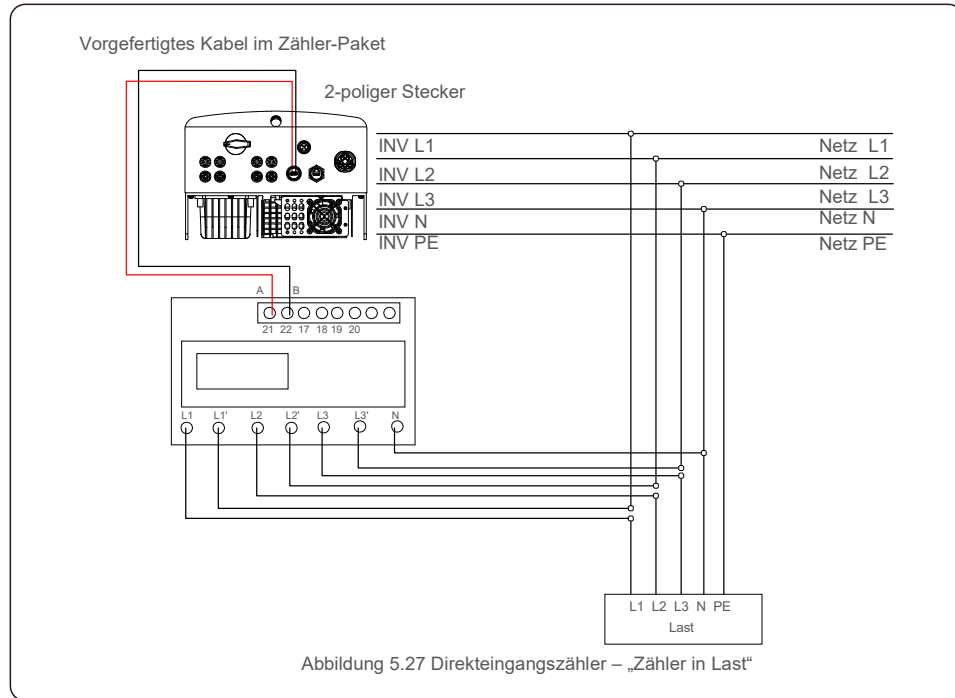 Vorgefertigtes Kabel im Zähler-Paket
2-poliger Stecker
INV L1 Netz L1
INV L2 Netz L2
INV L3 Netz L3
INV N Netz N
INV PE Netz PE
A B
21 22 17 18 19 20
L1 L1' L2 L2' L3 L3' N
L1 L2 L3 N PE
Last
Abbildung 5.27 Direkteingangszähler – „Zähler in Last“